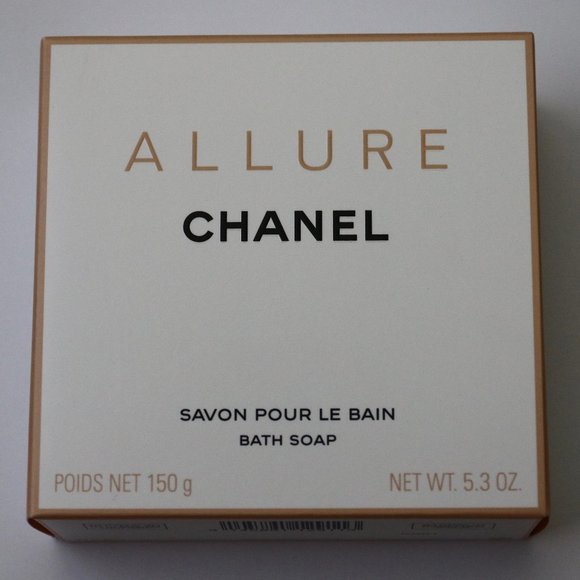 ALLURE
CHANEL
SAVON POUR LE BAIN
BATH SOAP
POIDS NET 150 g NET WT. 5.3 OZ.